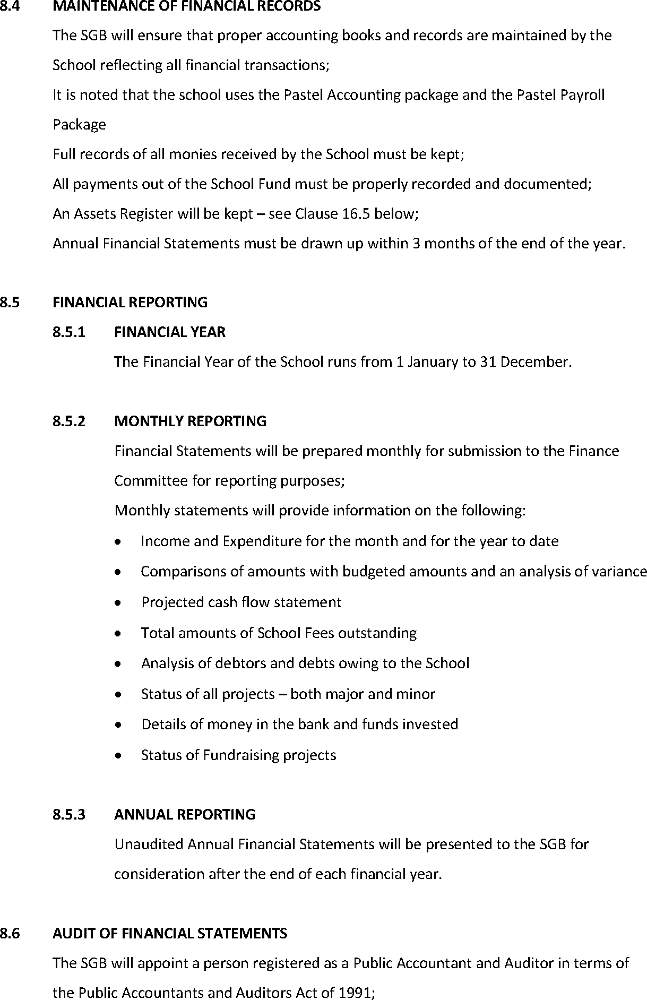 8.4 MAINTENANCE OF FINANCIAL RECORDS
The SGB will ensure that proper accounting books and records are maintained by the
School reflecting all financial transactions;
It is noted that the school uses the Pastel Accounting package and the Pastel Payroll
Package
Full records of all monies received by the School must be kept;
All payments out of the School Fund must be properly recorded and documented;
An Assets Register will be kept – see Clause 16.5 below;
Annual Financial Statements must be drawn up within 3 months of the end of the year.
8.5 FINANCIAL REPORTING
8.5.1 FINANCIAL YEAR
The Financial Year of the School runs from 1 January to 31 December.
8.5.2 MONTHLY REPORTING
Financial Statements will be prepared monthly for submission to the Finance
Committee for reporting purposes;
Monthly statements will provide information on the following:
• Income and Expenditure for the month and for the year to date
• Comparisons of amounts with budgeted amounts and an analysis of variance
• Projected cash flow statement
• Total amounts of School Fees outstanding
• Analysis of debtors and debts owing to the School
• Status of all projects – both major and minor
• Details of money in the bank and funds invested
• Status of Fundraising projects
8.5.3 ANNUAL REPORTING
Unaudited Annual Financial Statements will be presented to the SGB for
consideration after the end of each financial year.
8.6 AUDIT OF FINANCIAL STATEMENTS
The SGB will appoint a person registered as a Public Accountant and Auditor in terms of
the Public Accountants and Auditors Act of 1991;